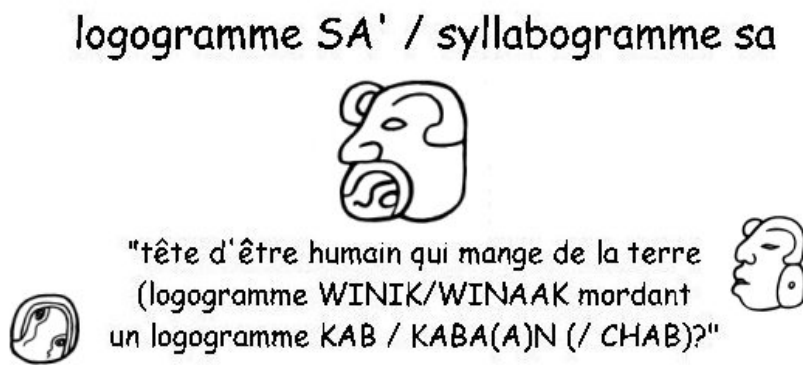 logogramme SA' / syllabogramme sa
"tête d'être humain qui mange de la terre
(logogramme WINIK/WINAAK mordant
un logogramme KAB / KABA(A)N (/ CHAB)?"